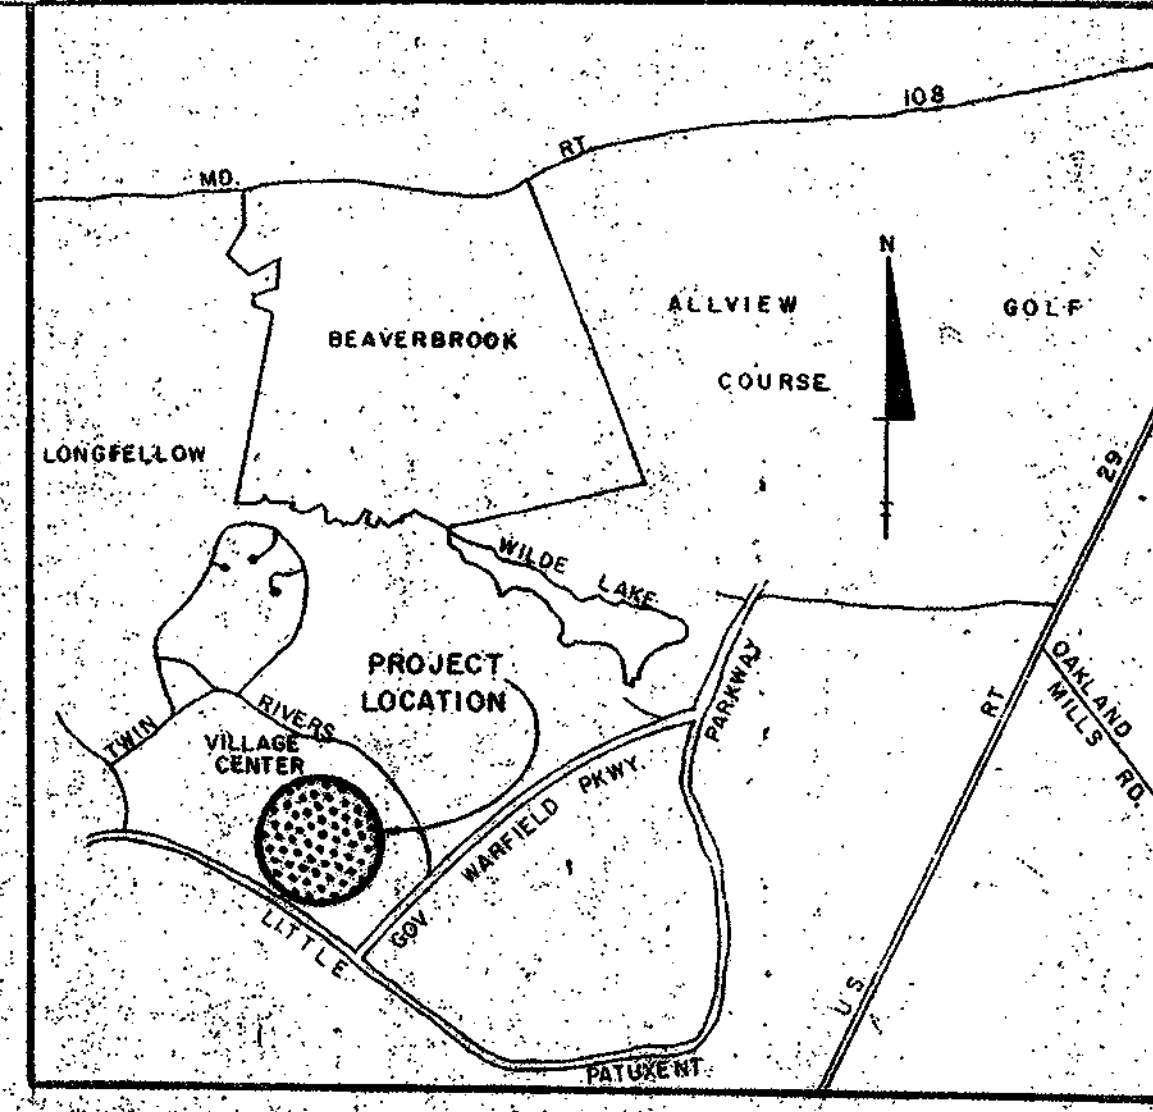 108
MD.
RT.
N
ALLVIEW GOLF
COURSE
BEAVERBROOK
LONGFELLOW
29
WILDE LAKE
PROJECT
LOCATION
TWIN RIVERS
VILLAGE
CENTER
PARKWAY
OAKLAND
MILLS
RD.
RT
U S
GOV WARFIELD PKWY.
LITTLE
PATUXENT